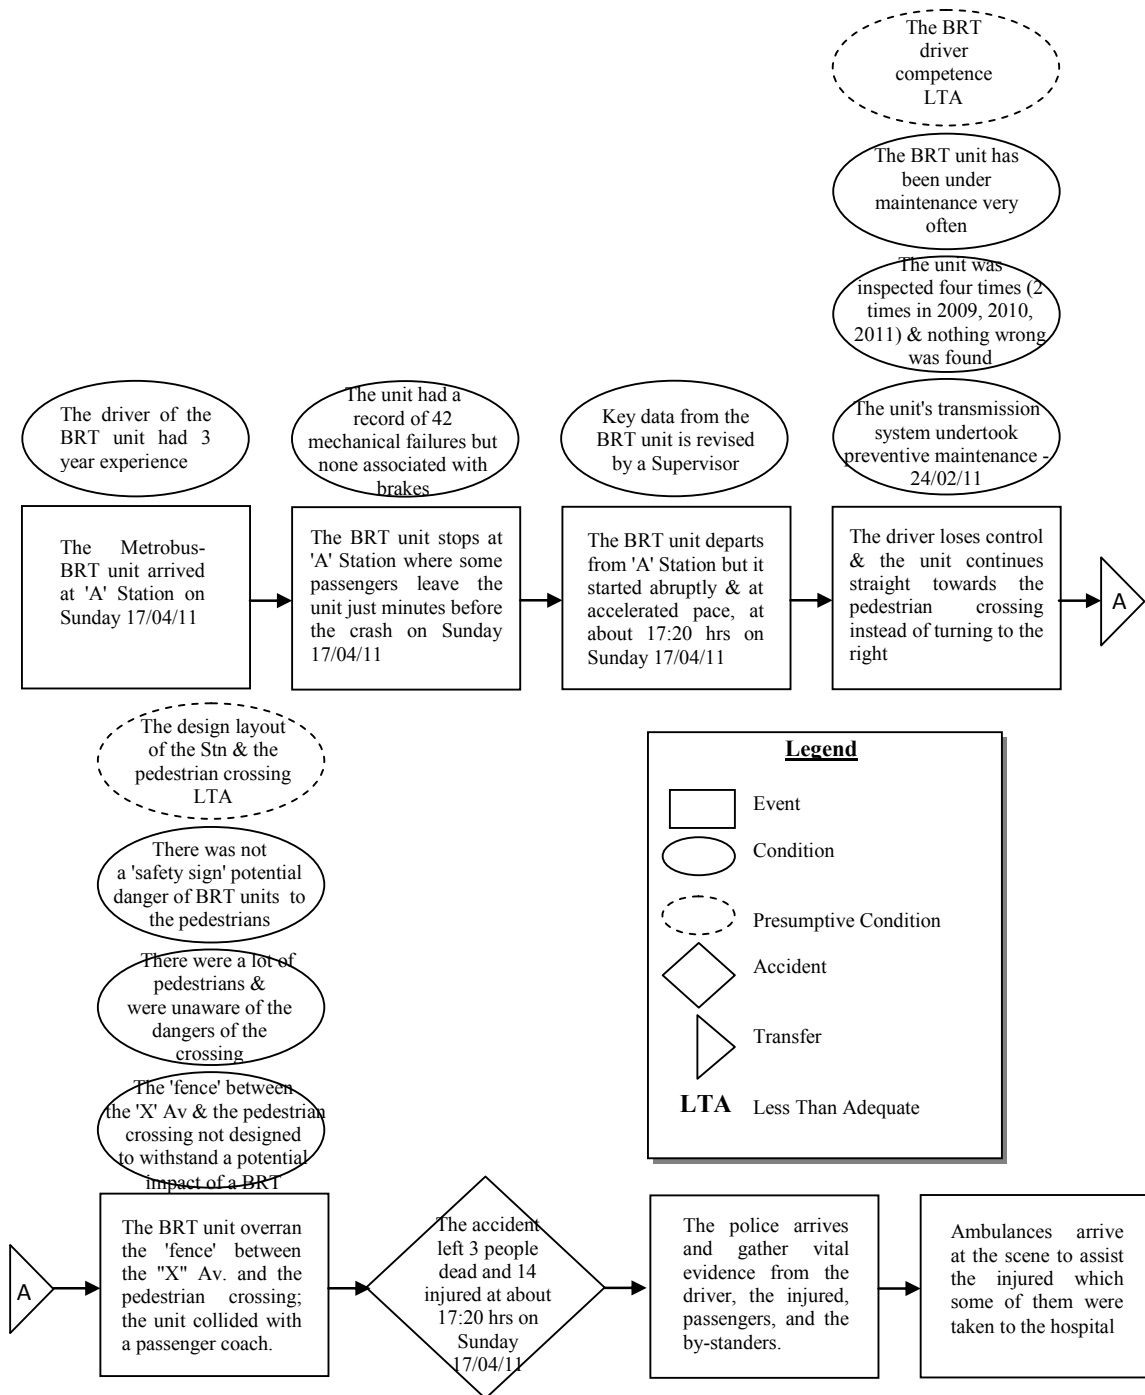 The BRT
driver
competence
LTA
The BRT unit has
been under
maintenance very
often
The unit was
inspected four times (2
times in 2009, 2010,
2011) & nothing wrong
was found
The driver of the
BRT unit had 3
year experience
The unit had a
record of 42
mechanical failures but
none associated with
brakes
Key data from the
BRT unit is revised
by a Supervisor
The unit's transmission
system undertook
preventive maintenance -
24/02/11
The Metrobus-
BRT unit arrived
at 'A' Station on
Sunday 17/04/11
The BRT unit stops at
'A' Station where some
passengers leave the
unit just minutes before
the crash on Sunday
17/04/11
The BRT unit departs
from 'A' Station but it
started abruptly & at
accelerated pace, at
about 17:20 hrs on
Sunday 17/04/11
The driver loses control
& the unit continues
straight towards the
pedestrian crossing
instead of turning to the
right
A
The design layout
of the Stn & the
pedestrian crossing
LTA
There was not
a 'safety sign' potential
danger of BRT units to
the pedestrians
There were a lot of
pedestrians &
were unaware of the
dangers of the
crossing
The 'fence' between
the 'X' Av & the pedestrian
crossing not designed
to withstand a potential
impact of a BRT
Legend
Event
Condition
Presumptive Condition
Accident
Transfer
LTA Less Than Adequate
A
The BRT unit overran
the 'fence' between
the "X" Av. and the
pedestrian crossing;
the unit collided with
a passenger coach.
The accident
left 3 people
dead and 14
injured at about
17:20 hrs on
Sunday
17/04/11
The police arrives
and gather vital
evidence from the
driver, the injured,
passengers, and the
by-standers.
Ambulances arrive
at the scene to assist
the injured which
some of them were
taken to the hospital